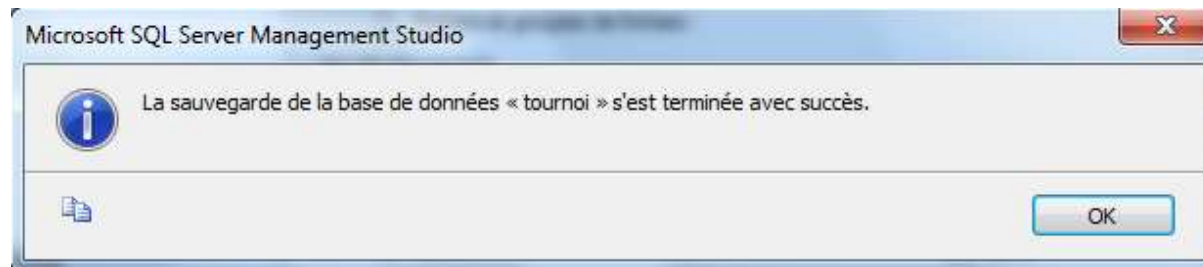 Microsoft SQL Server Management Studio
La sauvegarde de la base de données « tournoi » s'est terminée avec succès.
OK